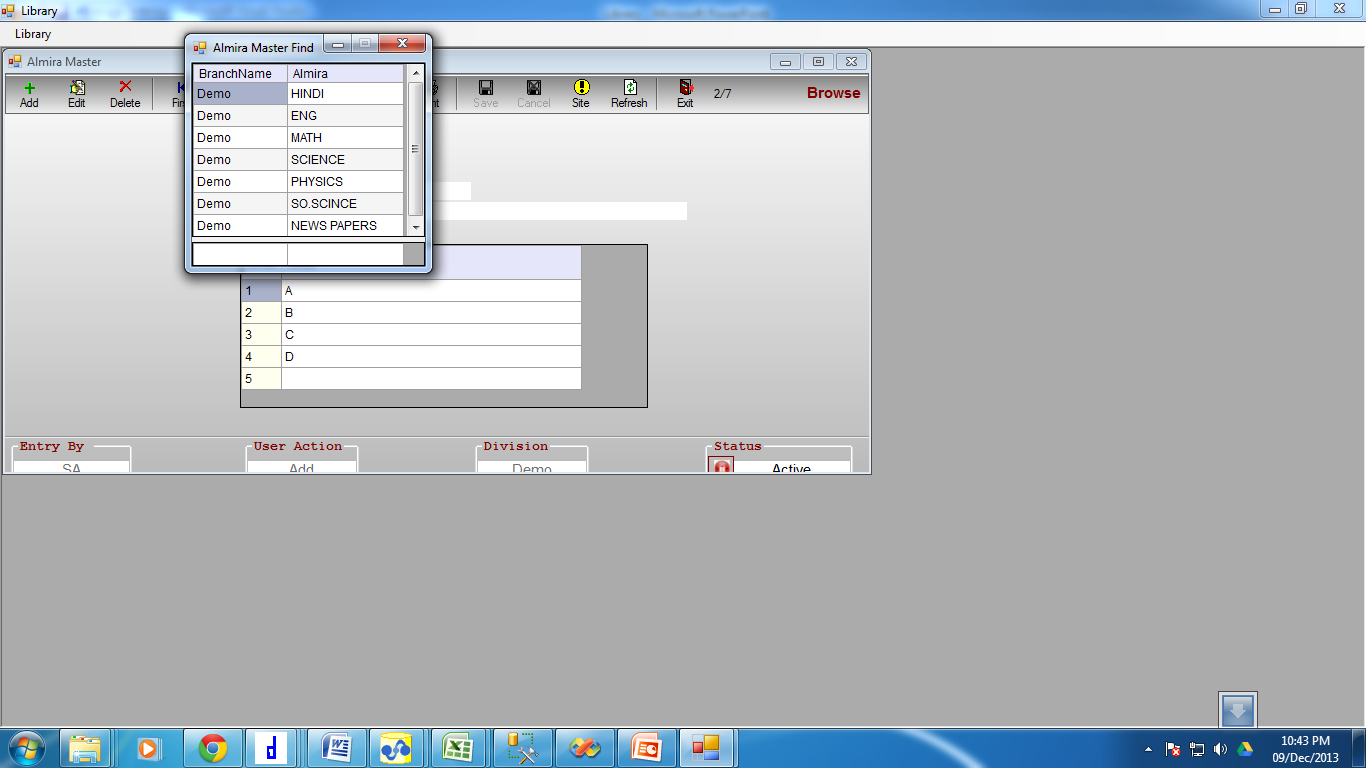 Library
Library
Almira Master
Almira Master Find
Add Edit Delete Save Cancel Site Refresh Exit 2/7 Browse
BranchName Almira
Demo HINDI
Demo ENG
Demo MATH
Demo SCIENCE
Demo PHYSICS
Demo SO.SCINCE
Demo NEWS PAPERS
1 A
2 B
3 C
4 D
5
Entry By User Action Division Status
SA Add Demo Active
10:43 PM
09/Dec/2013